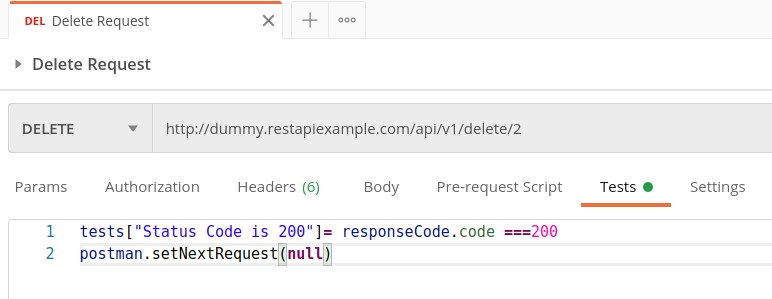 DEL Delete Request
Delete Request
DELETE http://dummy.restapiexample.com/api/v1/delete/2
Params Authorization Headers (6) Body Pre-request Script Tests Settings
1 tests["Status Code is 200"]= responseCode.code ===200
2 postman.setNextRequest(null)